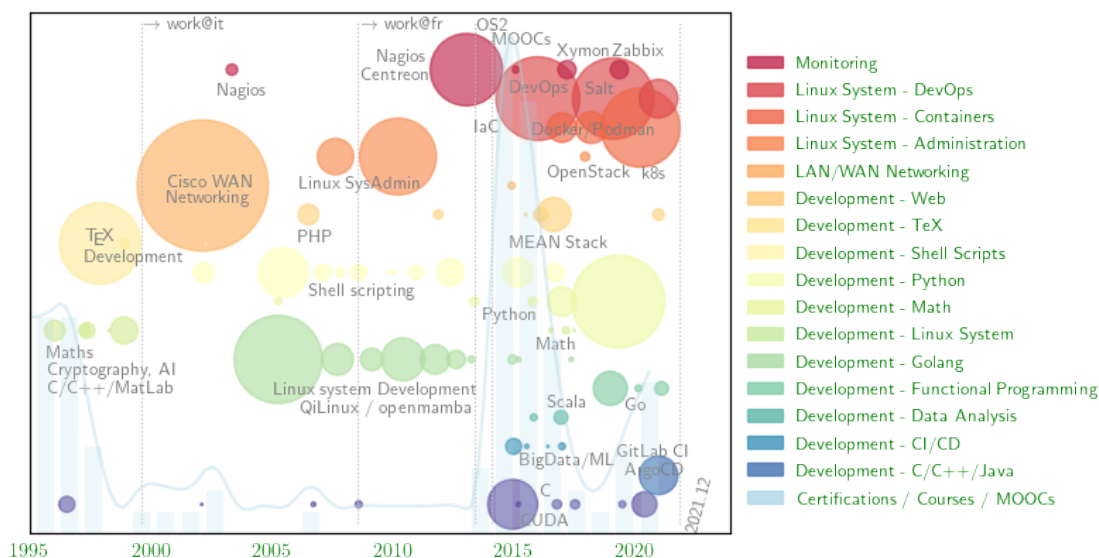 → work@it
→ work@fr
OS2
MOOCs
Nagios
Centreon
Xymon
Zabbix
Nagios
DevOps
Salt
IaC
Docker/Podman
Linux SysAdmin
OpenStack
k8s
Cisco WAN
Networking
PHP
MEAN Stack
TEX
Development
Shell scripting
Python
Math
Maths
Cryptography, AI
C/C++/MatLab
Linux system Development
QiLinux / openmamba
Scala
Go
BigData/ML
GitLab CI
ArgoCD
C
CUDA
2021.12
1995
2000
2005
2010
2015
2020
Monitoring
Linux System - DevOps
Linux System - Containers
Linux System - Administration
LAN/WAN Networking
Development - Web
Development - TeX
Development - Shell Scripts
Development - Python
Development - Math
Development - Linux System
Development - Golang
Development - Functional Programming
Development - Data Analysis
Development - CI/CD
Development - C/C++/Java
Certifications / Courses / MOOCs